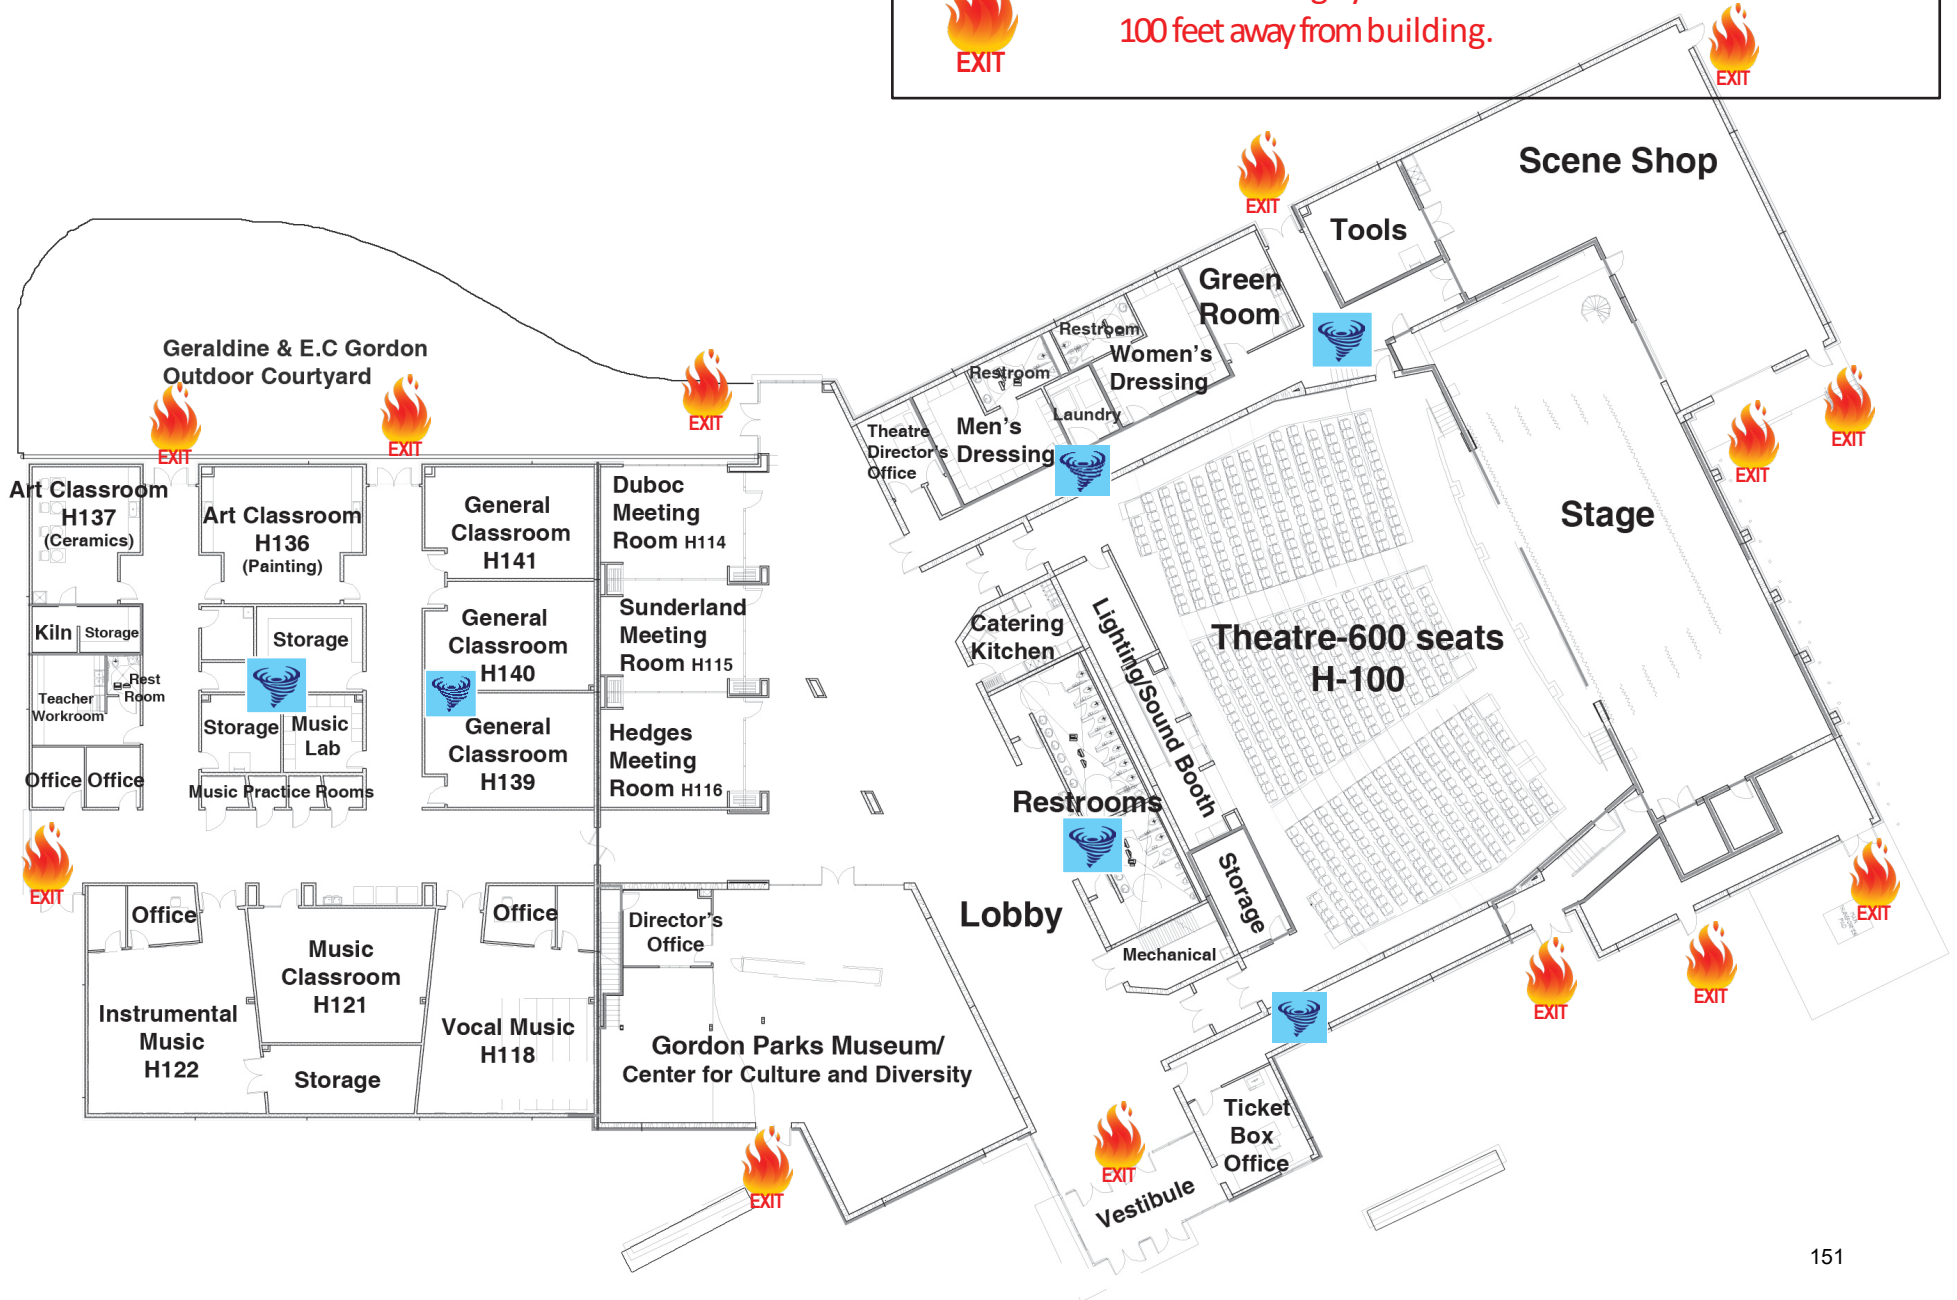 100 feet away from building.
EXIT
EXIT
Scene Shop
EXIT
Tools
Green
Room
Geraldine & E.C Gordon
Outdoor Courtyard
Restroom
Women's
Dressing
Restroom
Laundry
EXIT
EXIT
EXIT
Theatre
Director's
Office
Men's
Dressing
EXIT
EXIT
EXIT
Art Classroom
H137
(Ceramics)
Art Classroom
H136
(Painting)
General
Classroom
H141
Duboc
Meeting
Room H114
Stage
Kiln
Storage
Storage
General
Classroom
H140
Sunderland
Meeting
Room H115
Catering
Kitchen
Lighting/Sound Booth
Theatre-600 seats
H-100
Teacher
Workroom
Rest
Room
Storage
Music
Lab
General
Classroom
H139
Hedges
Meeting
Room H116
Office
Office
Music Practice Rooms
Restrooms
EXIT
Storage
EXIT
Office
Office
Director's
Office
Lobby
Music
Classroom
H121
Mechanical
EXIT
EXIT
Instrumental
Music
H122
Vocal Music
H118
Storage
Gordon Parks Museum/
Center for Culture and Diversity
Ticket
Box
Office
EXIT
EXIT
Vestibule
151